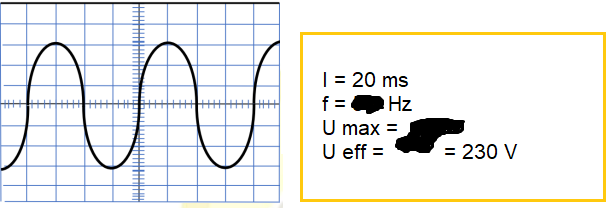 I = 20 ms
f = Hz
U max =
U eff = = 230 V